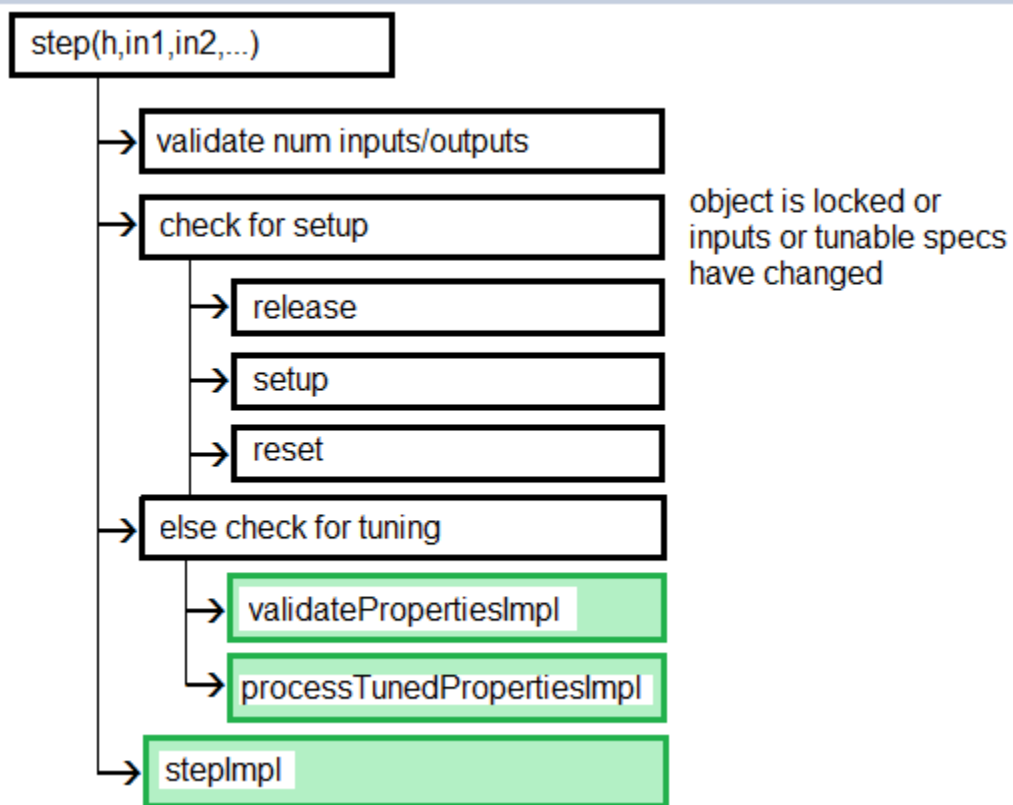 step(h,in1,in2,...)
validate num inputs/outputs
check for setup
object is locked or
inputs or tunable specs
have changed
release
setup
reset
else check for tuning
validatePropertiesImpl
processTunedPropertiesImpl
stepImpl